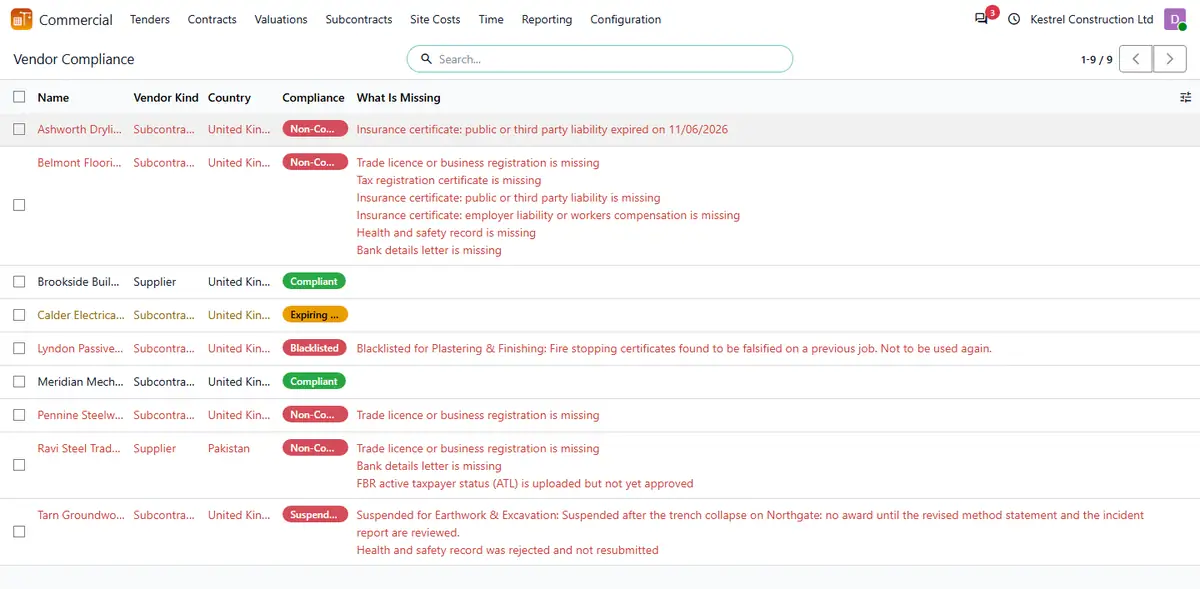 Commercial Tenders Contracts Valuations Subcontracts Site Costs Time Reporting Configuration 3 Kestrel Construction Ltd D
Vendor Compliance Search... 1-9 / 9
Name Vendor Kind Country Compliance What Is Missing
Ashworth Dryli... Subcontra... United Kin... Non-Co... Insurance certificate: public or third party liability expired on 11/06/2026
Belmont Floori... Subcontra... United Kin... Non-Co... Trade licence or business registration is missing
Tax registration certificate is missing
Insurance certificate: public or third party liability is missing
Insurance certificate: employer liability or workers compensation is missing
Health and safety record is missing
Bank details letter is missing
Brookside Buil... Supplier United Kin... Compliant
Calder Electrica... Subcontra... United Kin... Expiring ...
Lyndon Passive... Subcontra... United Kin... Blacklisted Blacklisted for Plastering & Finishing: Fire stopping certificates found to be falsified on a previous job. Not to be used again.
Meridian Mech... Subcontra... United Kin... Compliant
Pennine Steelw... Subcontra... United Kin... Non-Co... Trade licence or business registration is missing
Ravi Steel Trad... Supplier Pakistan Non-Co... Trade licence or business registration is missing
Bank details letter is missing
FBR active taxpayer status (ATL) is uploaded but not yet approved
Tarn Groundwo... Subcontra... United Kin... Suspend... Suspended for Earthwork & Excavation: Suspended after the trench collapse on Northgate: no award until the revised method statement and the incident
report are reviewed.
Health and safety record was rejected and not resubmitted